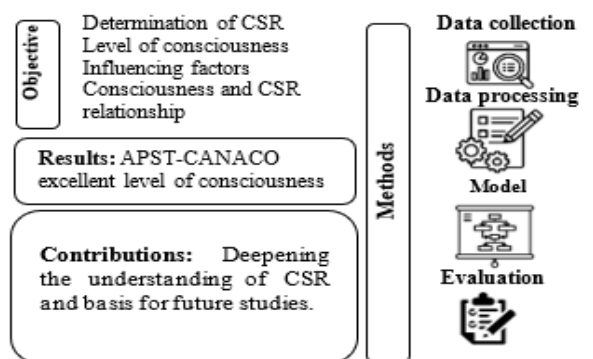 Objective
Determination of CSR
Level of consciousness
Influencing factors
Consciousness and CSR
relationship
Results: APST-CANACO
excellent level of consciousness
Contributions: Deepening
the understanding of CSR
and basis for future studies.
Methods
Data collection
Data processing
Model
Evaluation